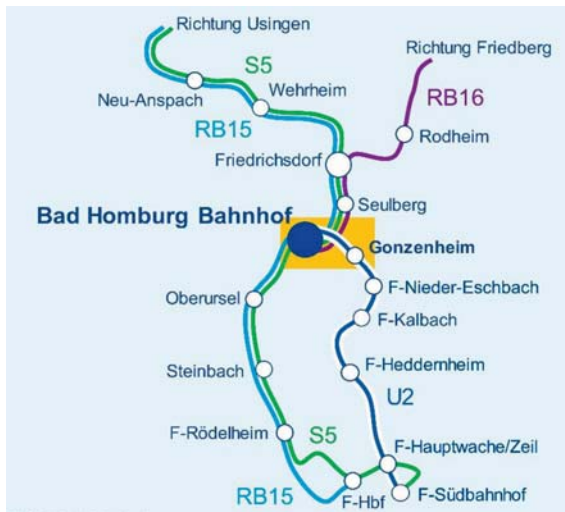 Richtung Usingen
S5
Richtung Friedberg
Neu-Anspach
Wehrheim
RB16
RB15
Rodheim
Friedrichsdorf
Seulberg
Bad Homburg Bahnhof
Gonzenheim
F-Nieder-Eschbach
Oberursel
F-Kalbach
Steinbach
F-Heddernheim
U2
F-Rödelheim
S5
F-Hauptwache/Zeil
RB15
F-Hbf
F-Südbahnhof